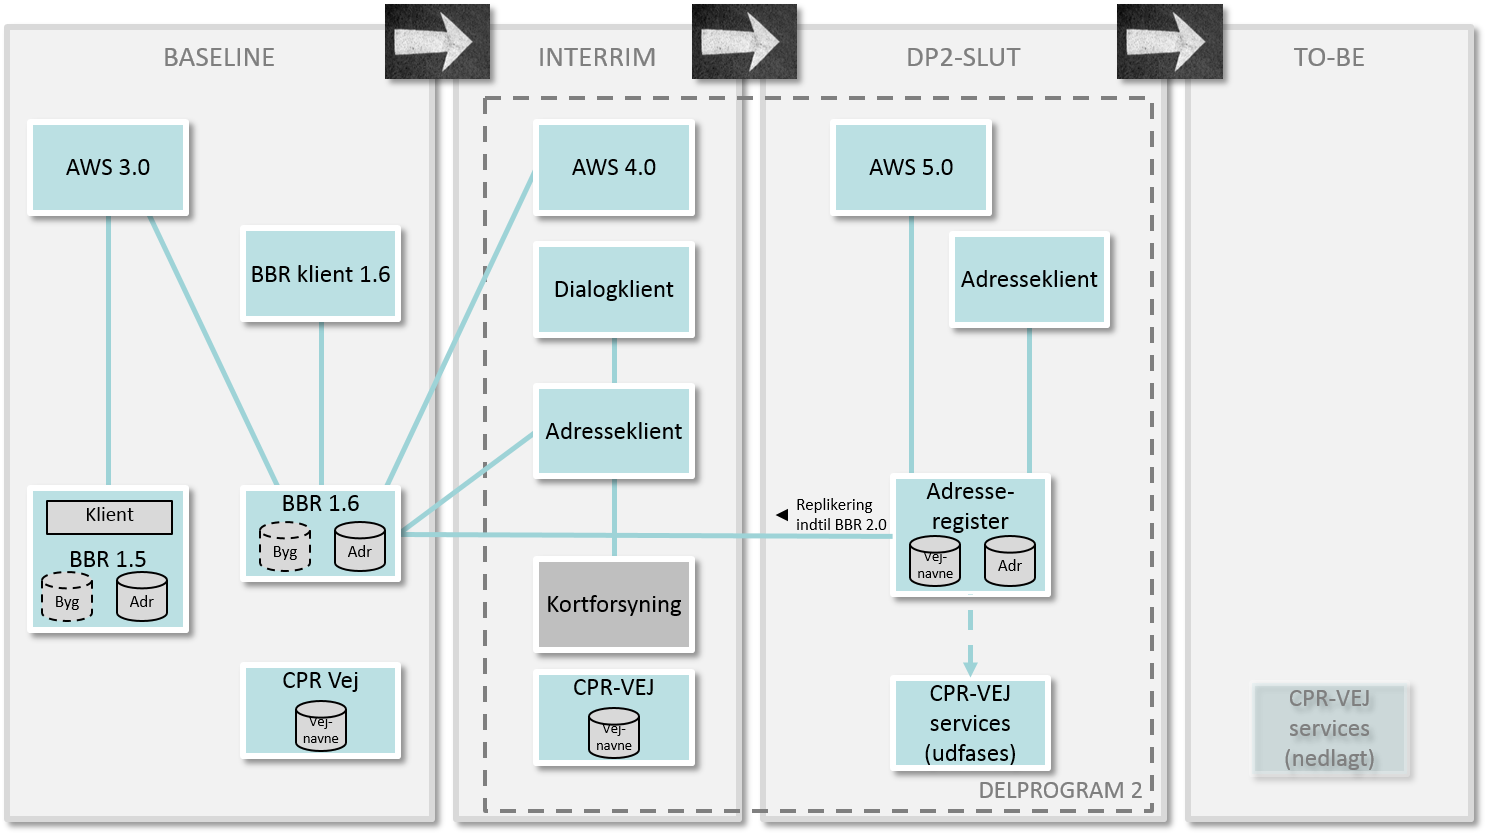 BASELINE
INTERRIM
DP2-SLUT
TO-BE
AWS 3.0
BBR klient 1.6
Klient
BBR 1.5
Byg
Adr
BBR 1.6
Byg
Adr
CPR Vej
Vej-
navne
AWS 4.0
Dialogklient
Adresseklient
Kortforsyning
CPR-VEJ
Vej-
navne
AWS 5.0
Adresseklient
Replikering
indtil BBR 2.0
Adresse-
register
Vej-
navne
Adr
CPR-VEJ
services
(udfases)
DELPROGRAM 2
CPR-VEJ
services
(nedlagt)